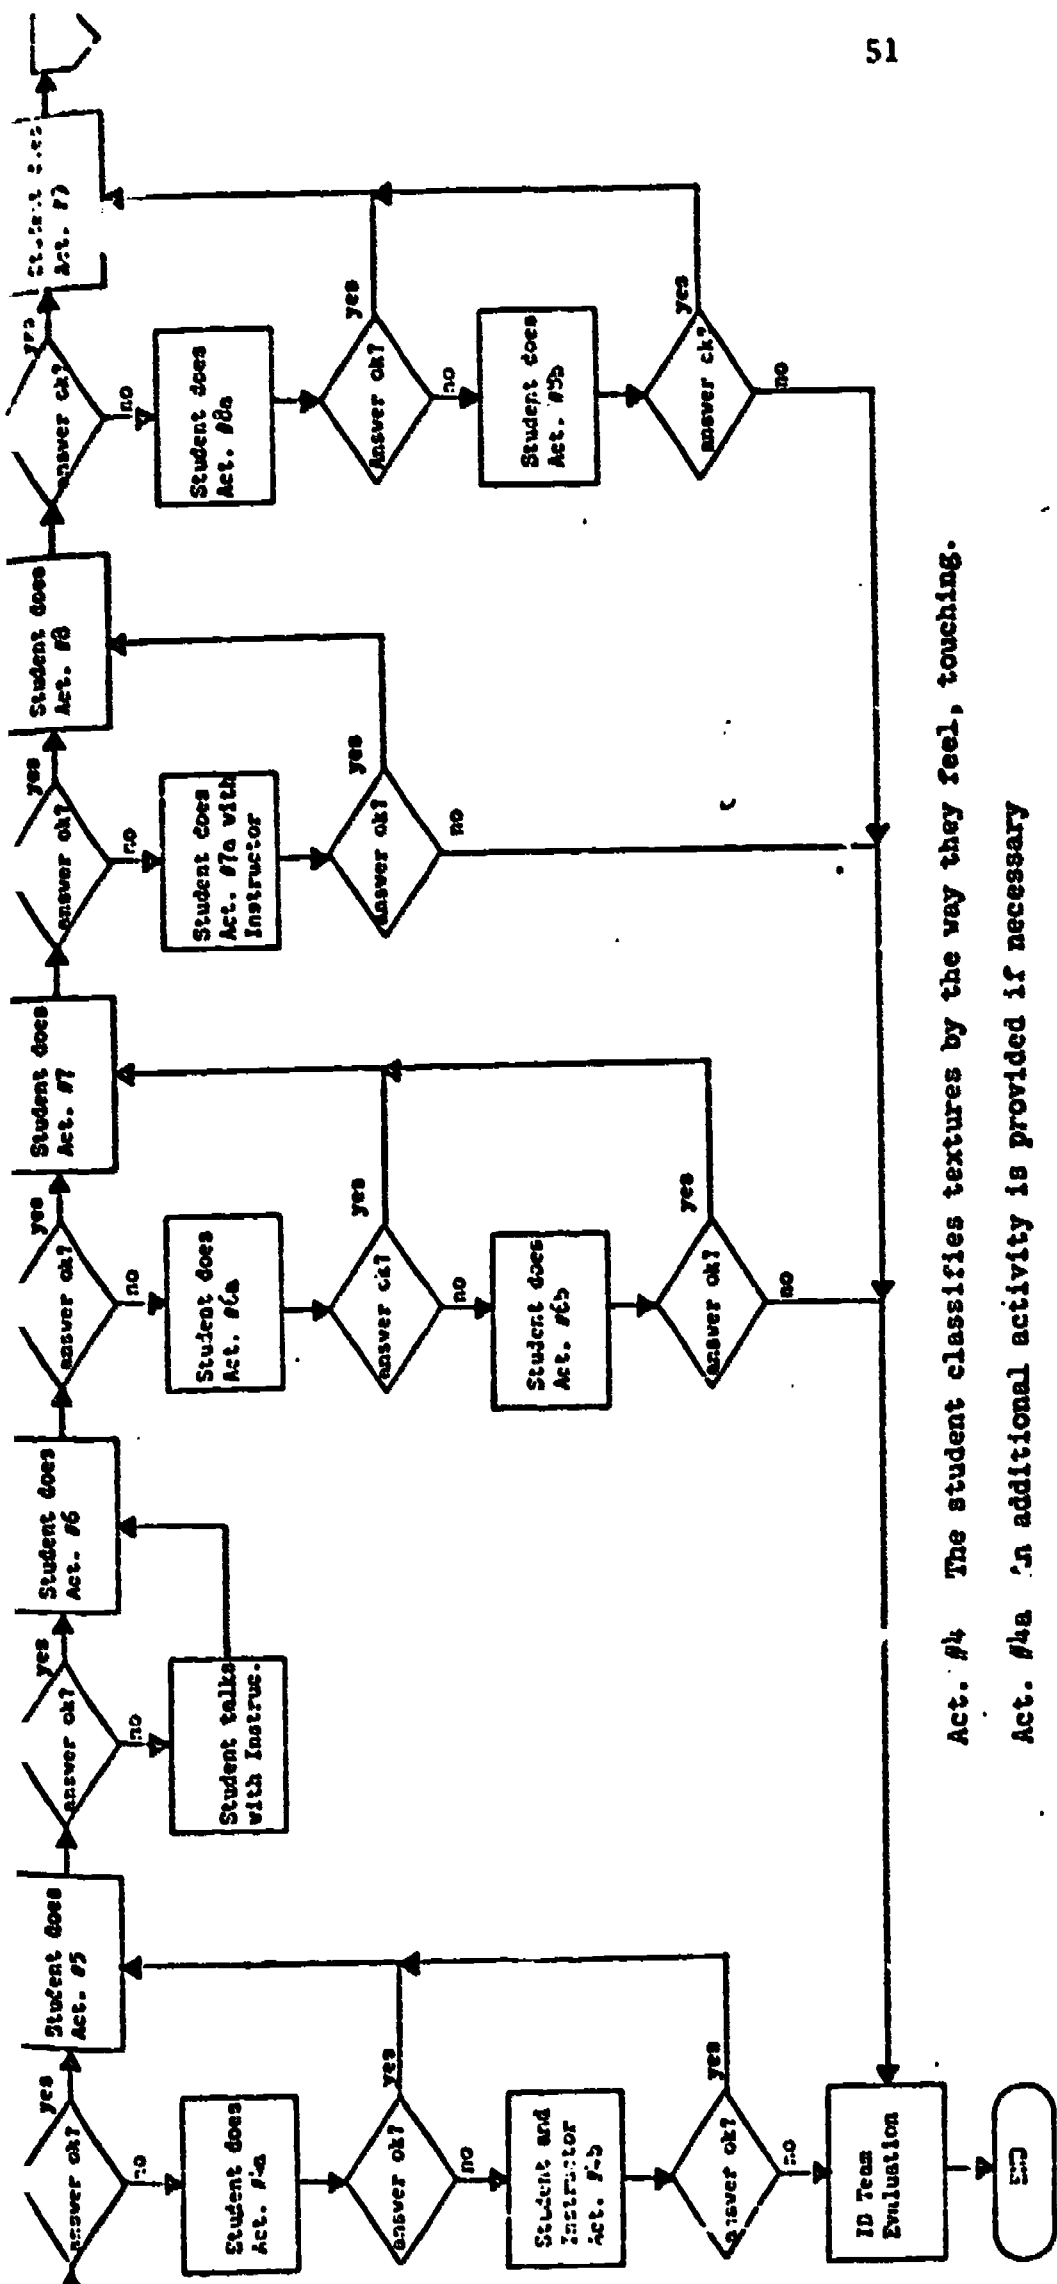 51
answer ok?
yes
no
Student does
Act. #5
Student does
Act.
answer ok?
yes
no
Student and
Instructor
Act.
answer ok?
yes
no
ID Team
Evaluation
END
answer ok?
yes
no
Student talks
with Instruc.
Student does
Act. #6
answer ok?
yes
no
Student does
Act. #6a
answer ok?
yes
no
Student does
Act. #6b
answer ok?
yes
no
Student does
Act. #7
answer ok?
yes
no
Student does
Act. #7a with
Instructor
answer ok?
yes
no
Student does
Act. #8
answer ok?
yes
no
Student does
Act. #8a
Answer ok?
yes
no
Student does
Act.
answer ok?
yes
no
Student does
Act.
Act. #4 The student classifies textures by the way they feel, touching.
Act. #4a additional activity is provided if necessary